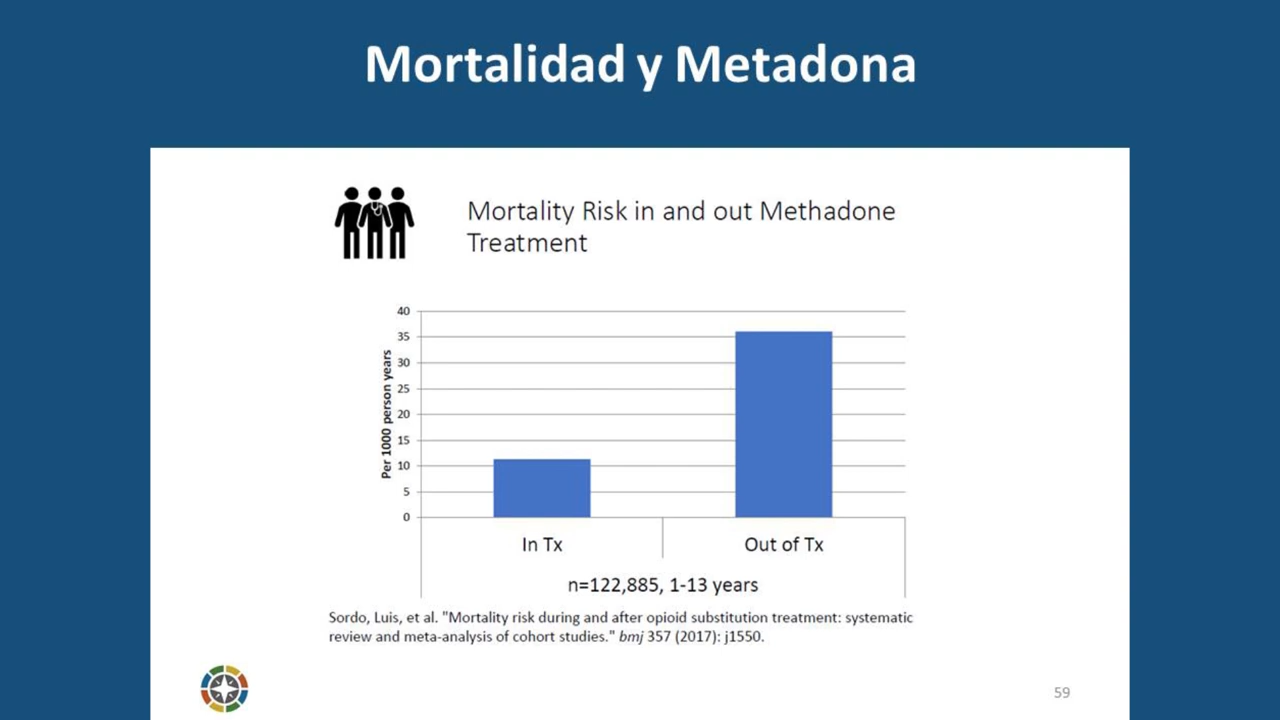 Mortalidad y Metadona
Mortality Risk in and out Methadone
Treatment
Per 1000 person years
40
35
30
25
20
15
10
5
0
In Tx
Out of Tx
n=122,885, 1-13 years
Sordo, Luis, et al. "Mortality risk during and after opioid substitution treatment: systematic
review and meta-analysis of cohort studies." bmj 357 (2017): j1550.
59